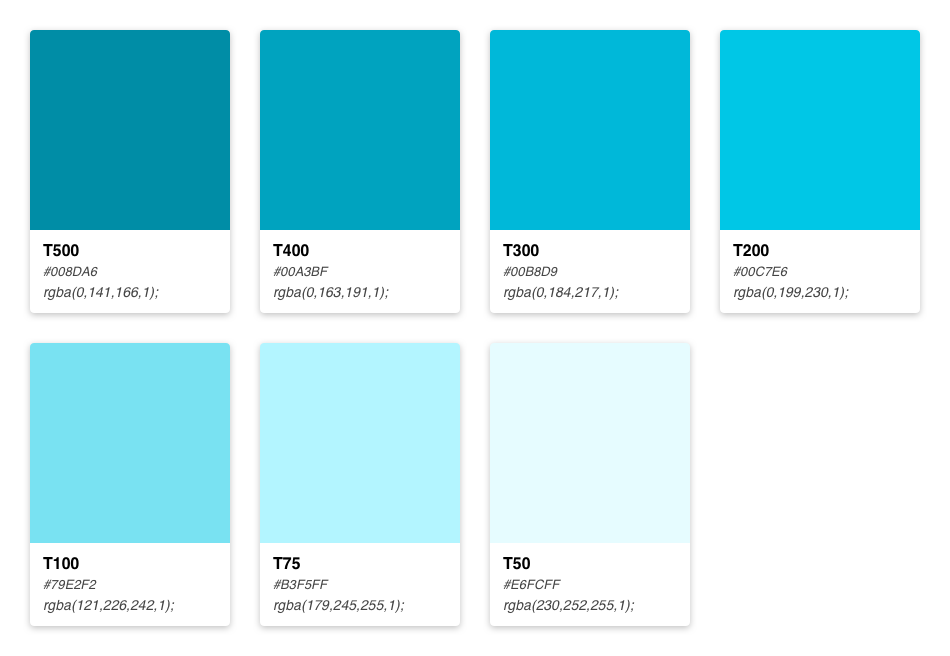 T500
#008DA6
rgba(0,141,166,1);
T400
#00A3BF
rgba(0,163,191,1);
T300
#00B8D9
rgba(0,184,217,1);
T200
#00C7E6
rgba(0,199,230,1);
T100
#79E2F2
rgba(121,226,242,1);
T75
#B3F5FF
rgba(179,245,255,1);
T50
#E6FCFF
rgba(230,252,255,1);